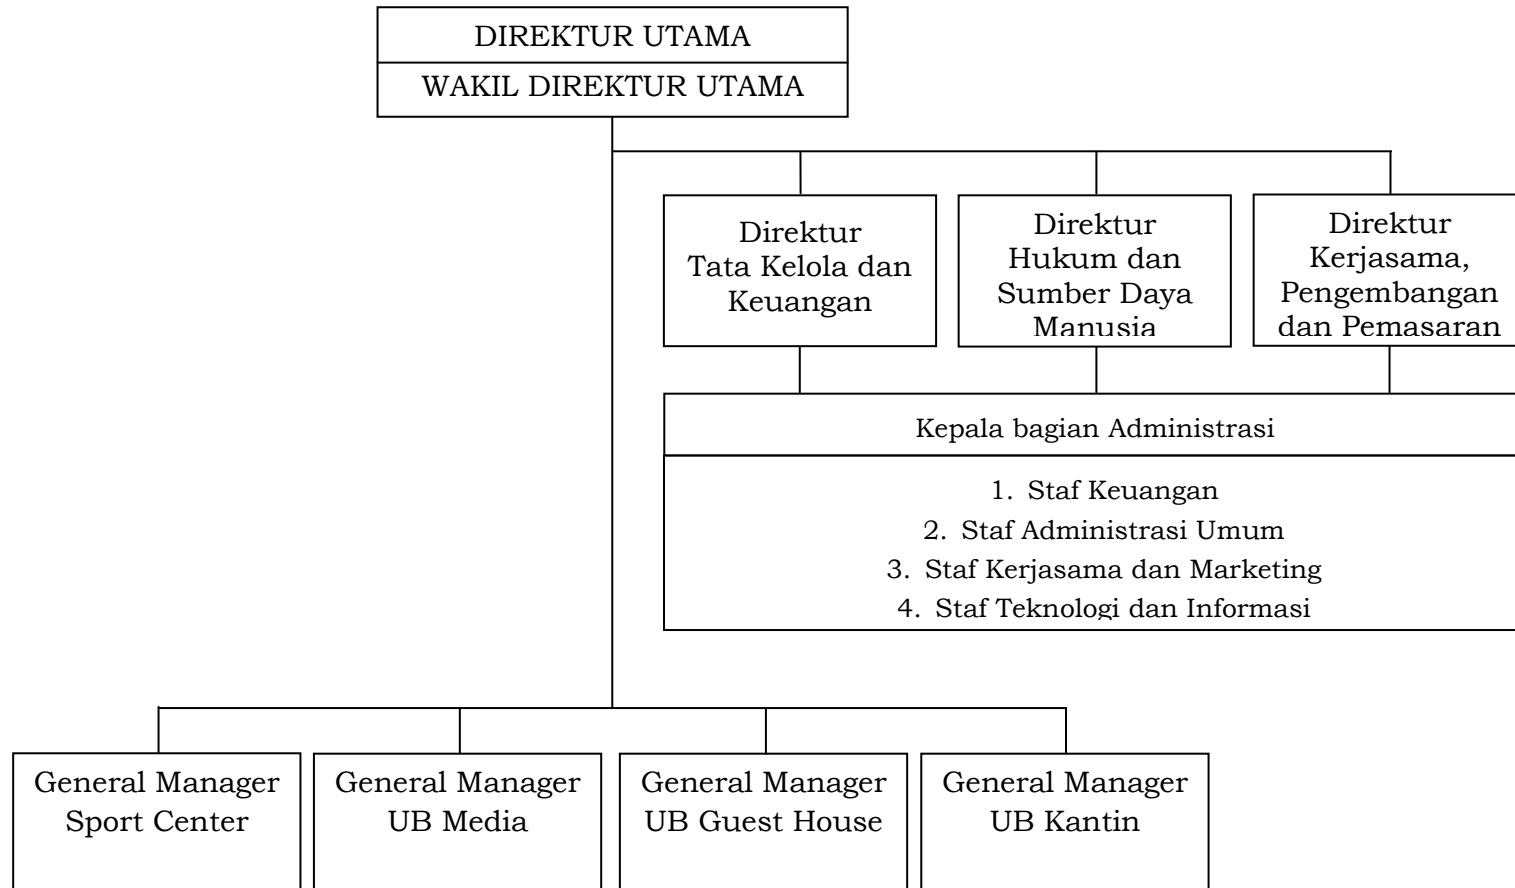 DIREKTUR UTAMA
WAKIL DIREKTUR UTAMA
Direktur
Tata Kelola dan
Keuangan
Direktur
Hukum dan
Sumber Daya
Manusia
Direktur
Kerjasama,
Pengembangan
dan Pemasaran
Kepala bagian Administrasi
1. Staf Keuangan
2. Staf Administrasi Umum
3. Staf Kerjasama dan Marketing
4. Staf Teknologi dan Informasi
General Manager
Sport Center
General Manager
UB Media
General Manager
UB Guest House
General Manager
UB Kantin